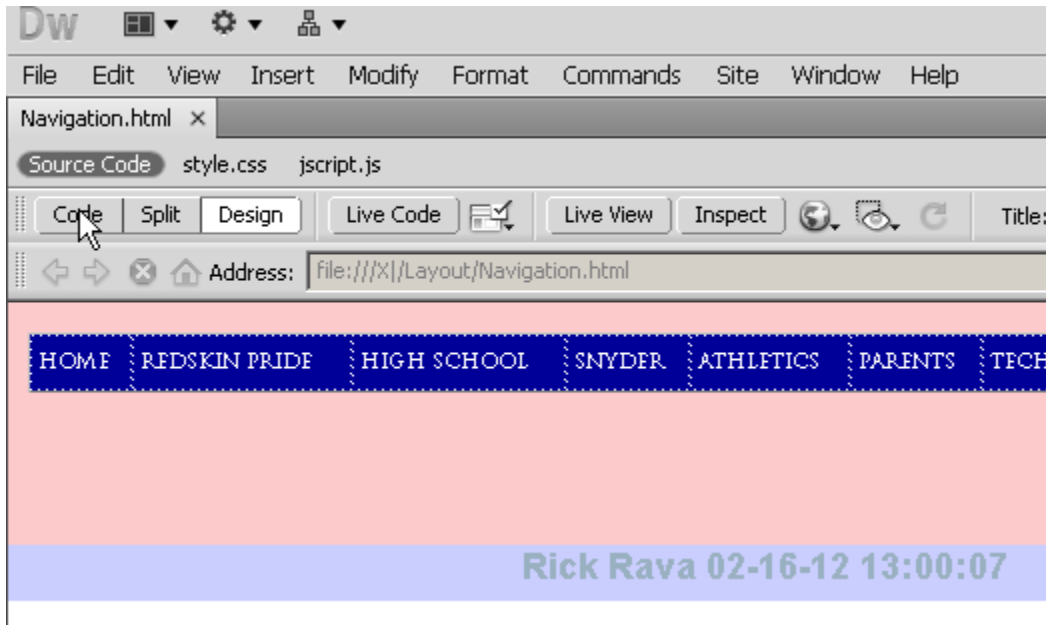 Dw
File Edit View Insert Modify Format Commands Site Window Help
Navigation.html ×
Source Code style.css jscript.js
Code Split Design Live Code Live View Inspect Title:
Address: file:///X|/Layout/Navigation.html
HOME REDSKIN PRIDE HIGH SCHOOL SNYDER ATHLETICS PARENTS TECH
Rick Rava 02-16-12 13:00:07